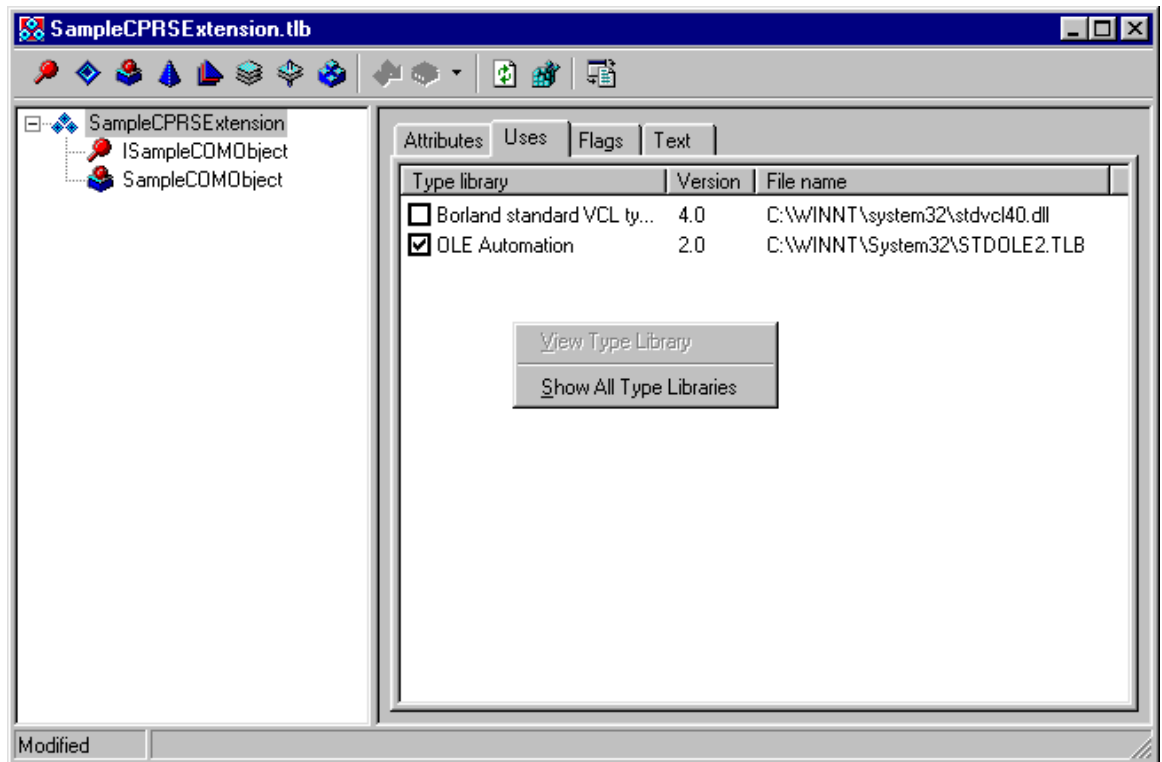 SampleCPRSExtension.tlb
SampleCPRSExtension
ISampleCOMObject
SampleCOMObject
Attributes Uses Flags Text
Type library Version File name
Borland standard VCL ty... 4.0 C:\WINNT\system32\stdvcl40.dll
OLE Automation 2.0 C:\WINNT\System32\STDOLE2.TLB
View Type Library
Show All Type Libraries
Modified